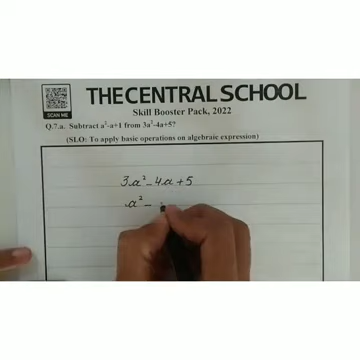 SCAN ME
THE CENTRAL SCHOOL
Skill Booster Pack, 2022
Q.7.a. Subtract a²-a+1 from 3a²-4a+5?
(SLO: To apply basic operations on algebraic expression)
3a² - 4a + 5
a² -